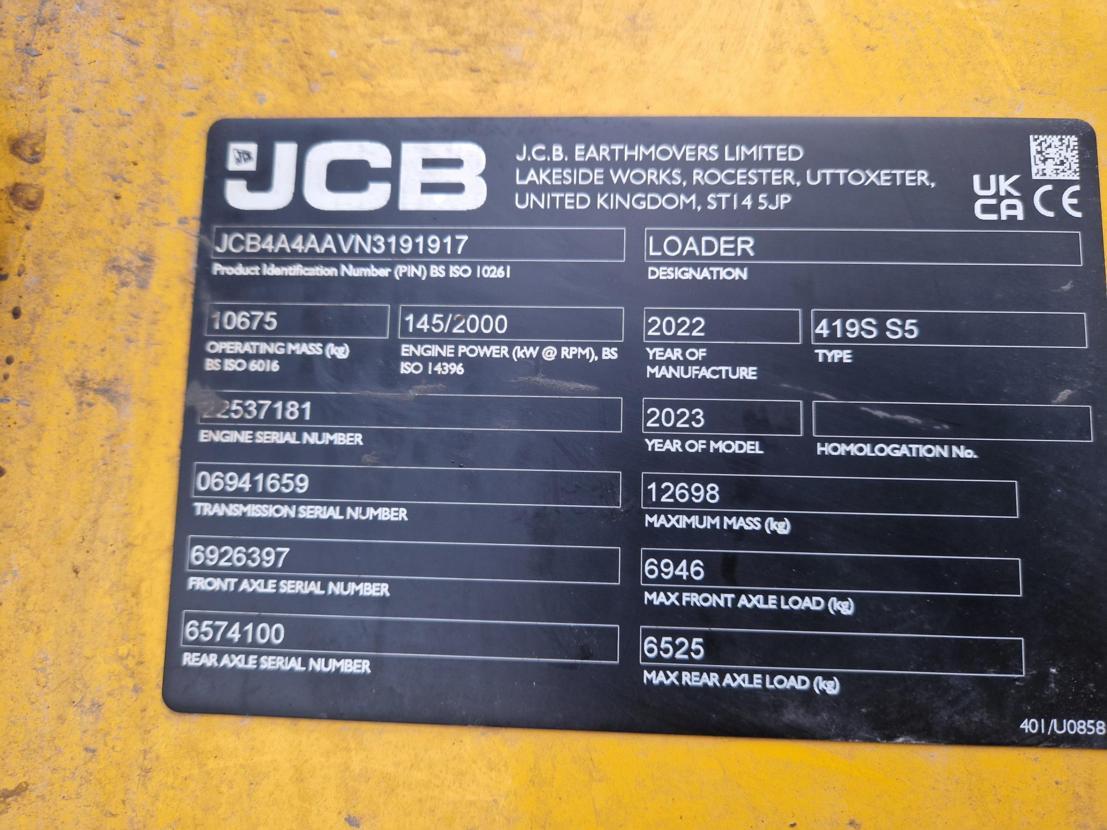 JCB
J.C.B. EARTHMOVERS LIMITED
LAKESIDE WORKS, ROCESTER, UTTOXETER,
UNITED KINGDOM, ST14 5JP
UK
CA CE
JCB4A4AAVN3191917
Product Identification Number (PIN) BS ISO 10261
LOADER
DESIGNATION
10675
OPERATING MASS (kg)
BS ISO 6016
145/2000
ENGINE POWER (kW @ RPM), BS
ISO 14396
2022
YEAR OF
MANUFACTURE
419S S5
TYPE
ENGINE SERIAL NUMBER
2023
YEAR OF MODEL
HOMOLOGATION No.
06941659
TRANSMISSION SERIAL NUMBER
12698
MAXIMUM MASS (kg)
6926397
FRONT AXLE SERIAL NUMBER
6946
MAX FRONT AXLE LOAD (kg)
6574100
REAR AXLE SERIAL NUMBER
6525
MAX REAR AXLE LOAD (kg)
401/U0858